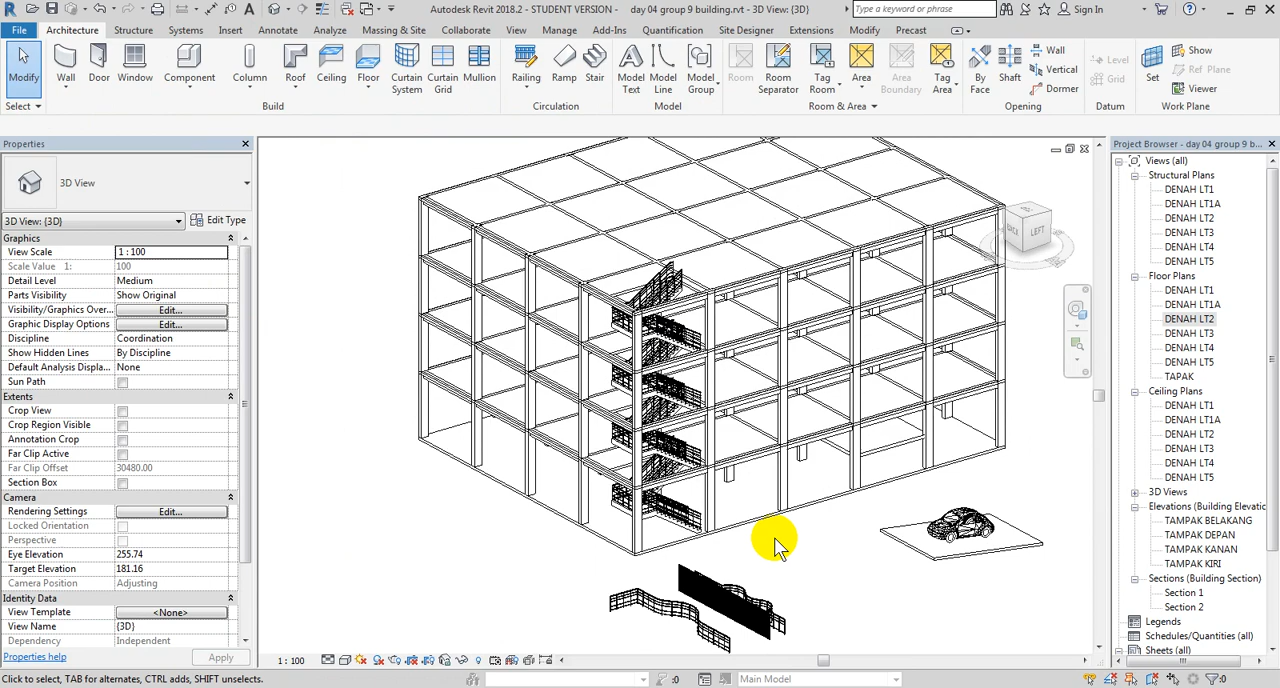 Autodesk Revit 2018.2 - STUDENT VERSION - day 04 group 9 building.rvt - 3D View: {3D}
Type a keyword or phrase
Sign In
File Architecture Structure Systems Insert Annotate Analyze Massing & Site Collaborate View Manage Add-Ins Quantification Site Designer Extensions Modify Precast
Modify Wall Door Window Component Column Roof Ceiling Floor Curtain System Curtain Grid Mullion Railing Ramp Stair Model Text Model Line Model Group Room Room Separator Tag Room Area Area Boundary Tag Area By Face Shaft Wall Vertical Dormer Level Grid Set Show Ref Plane Viewer
Select Build Circulation Model Room & Area Opening Datum Work Plane
Properties
3D View
3D View: {3D} Edit Type
Graphics
View Scale 1 : 100
Scale Value 1: 100
Detail Level Medium
Parts Visibility Show Original
Visibility/Graphics Over... Edit...
Graphic Display Options Edit...
Discipline Coordination
Show Hidden Lines By Discipline
Default Analysis Displa... None
Sun Path
Extents
Crop View
Crop Region Visible
Annotation Crop
Far Clip Active
Far Clip Offset 30480.00
Section Box
Camera
Rendering Settings Edit...
Locked Orientation
Perspective
Eye Elevation 255.74
Target Elevation 181.16
Camera Position Adjusting
Identity Data
View Template <None>
View Name {3D}
Dependency Independent
Properties help Apply
BACK LEFT
1 : 100
Project Browser - day 04 group 9 b...
Views (all)
Structural Plans
DENAH LT1
DENAH LT1A
DENAH LT2
DENAH LT3
DENAH LT4
DENAH LT5
Floor Plans
DENAH LT1
DENAH LT1A
DENAH LT2
DENAH LT3
DENAH LT4
DENAH LT5
TAPAK
Ceiling Plans
DENAH LT1
DENAH LT1A
DENAH LT2
DENAH LT3
DENAH LT4
DENAH LT5
3D Views
Elevations (Building Elevatic
TAMPAK BELAKANG
TAMPAK DEPAN
TAMPAK KANAN
TAMPAK KIRI
Sections (Building Section)
Section 1
Section 2
Legends
Schedules/Quantities (all)
Sheets (all)
Click to select, TAB for alternates, CTRL adds, SHIFT unselects.
:0
Main Model
:0